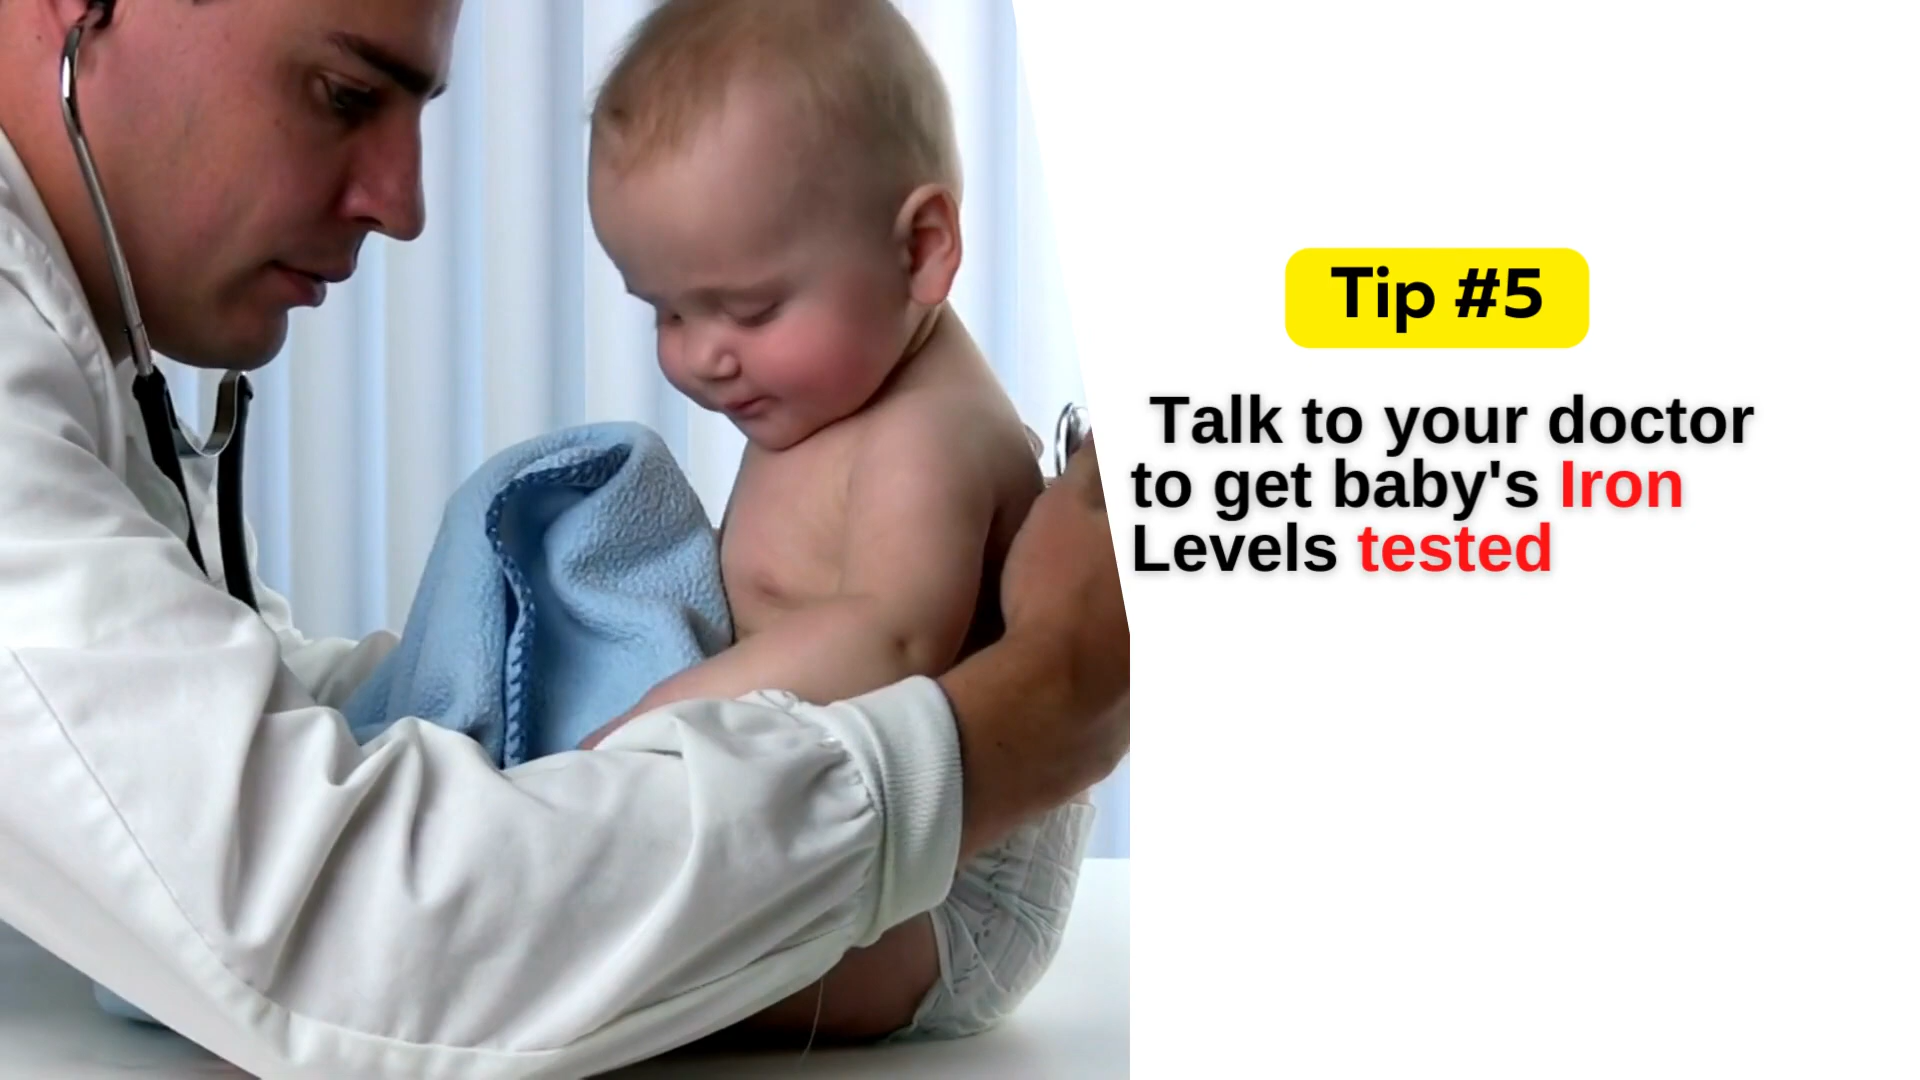 Tip #5
Talk to your doctor
to get baby's Iron
Levels tested